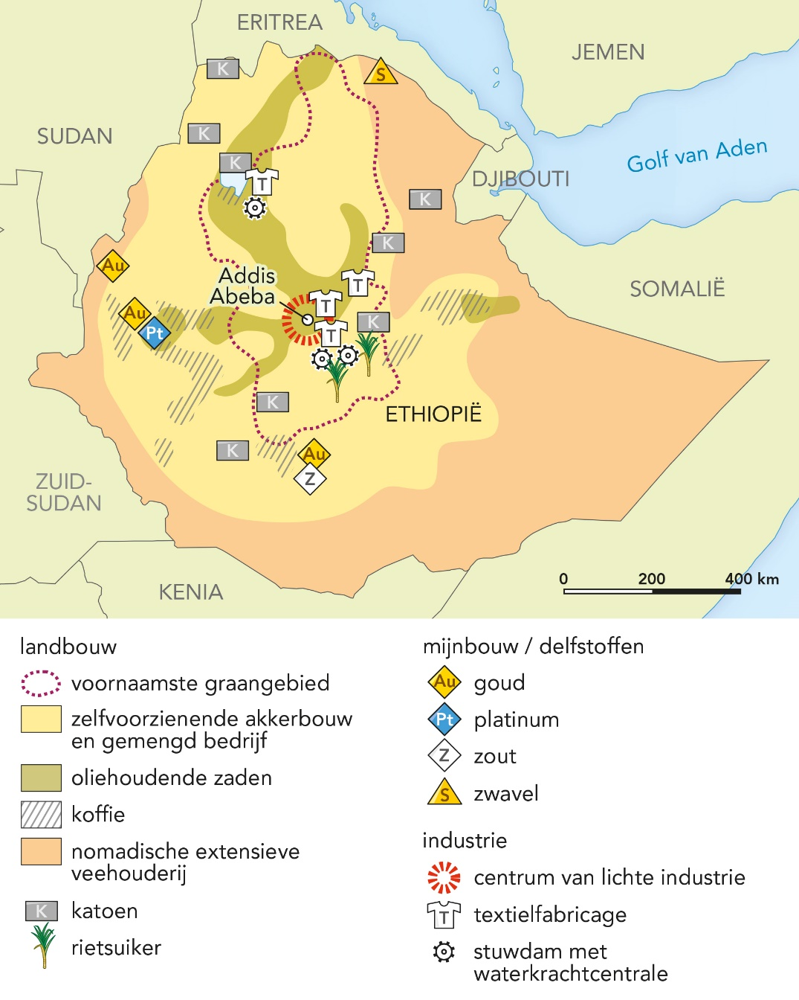 ERITREA
JEMEN
K
S
SUDAN
K
Golf van Aden
K
T
DJIBOUTI
K
K
Au
Addis
Abeba
T
T
SOMALIË
Au
Pt
T
K
K
ETHIOPIË
K
Au
Z
ZUID-
SUDAN
KENIA
0 200 400 km
landbouw
voornaamste graangebied
zelfvoorzienende akkerbouw
en gemengd bedrijf
oliehoudende zaden
koffie
nomadische extensieve
veehouderij
K katoen
rietsuiker
mijnbouw / delfstoffen
Au goud
Pt platinum
Z zout
S zwavel
industrie
centrum van lichte industrie
T textielfabricage
stuwdam met
waterkrachtcentrale